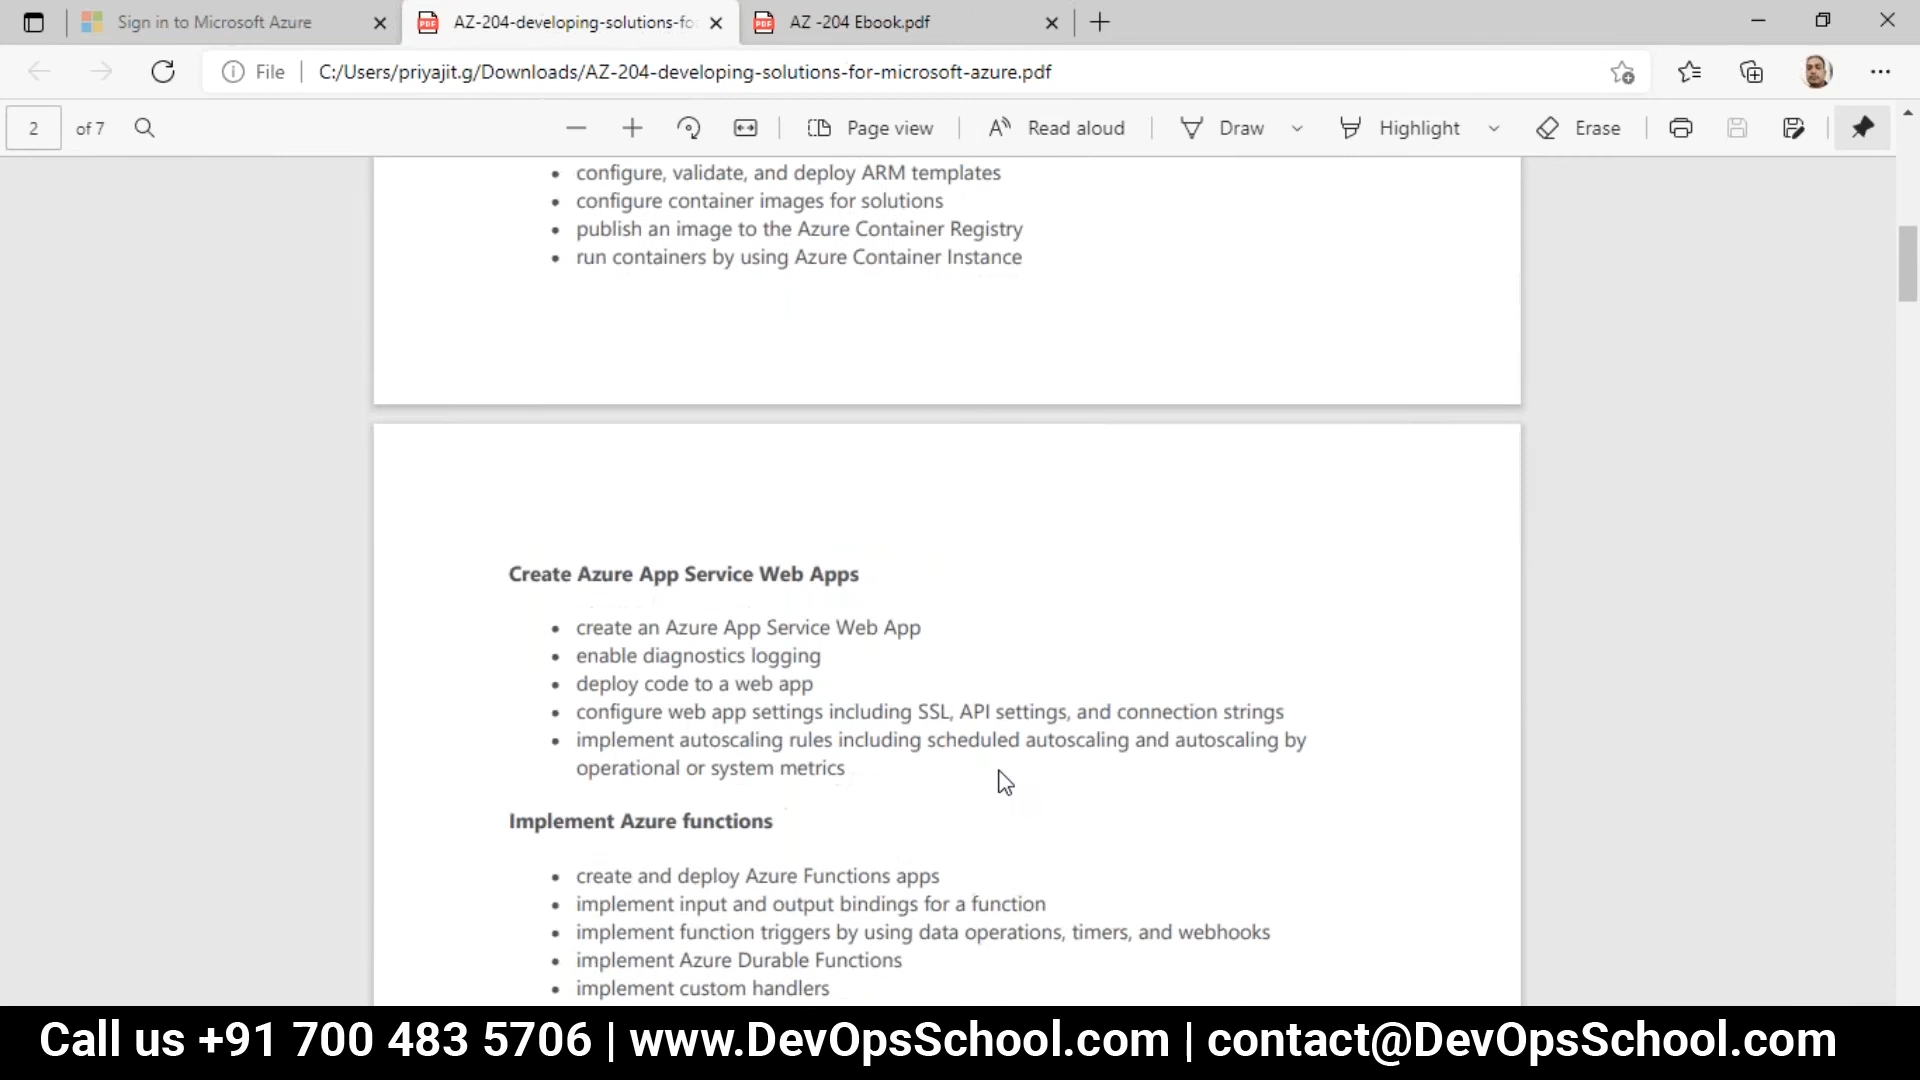 Sign in to Microsoft Azure
AZ-204-developing-solutions-fo
AZ -204 Ebook.pdf
File
C:/Users/priyajit.g/Downloads/AZ-204-developing-solutions-for-microsoft-azure.pdf
2 of 7
Page view
Read aloud
Draw
Highlight
Erase
• configure, validate, and deploy ARM templates
• configure container images for solutions
• publish an image to the Azure Container Registry
• run containers by using Azure Container Instance
Create Azure App Service Web Apps
• create an Azure App Service Web App
• enable diagnostics logging
• deploy code to a web app
• configure web app settings including SSL, API settings, and connection strings
• implement autoscaling rules including scheduled autoscaling and autoscaling by
operational or system metrics
Implement Azure functions
• create and deploy Azure Functions apps
• implement input and output bindings for a function
• implement function triggers by using data operations, timers, and webhooks
• implement Azure Durable Functions
• implement custom handlers
Call us +91 700 483 5706 | www.DevOpsSchool.com | contact@DevOpsSchool.com